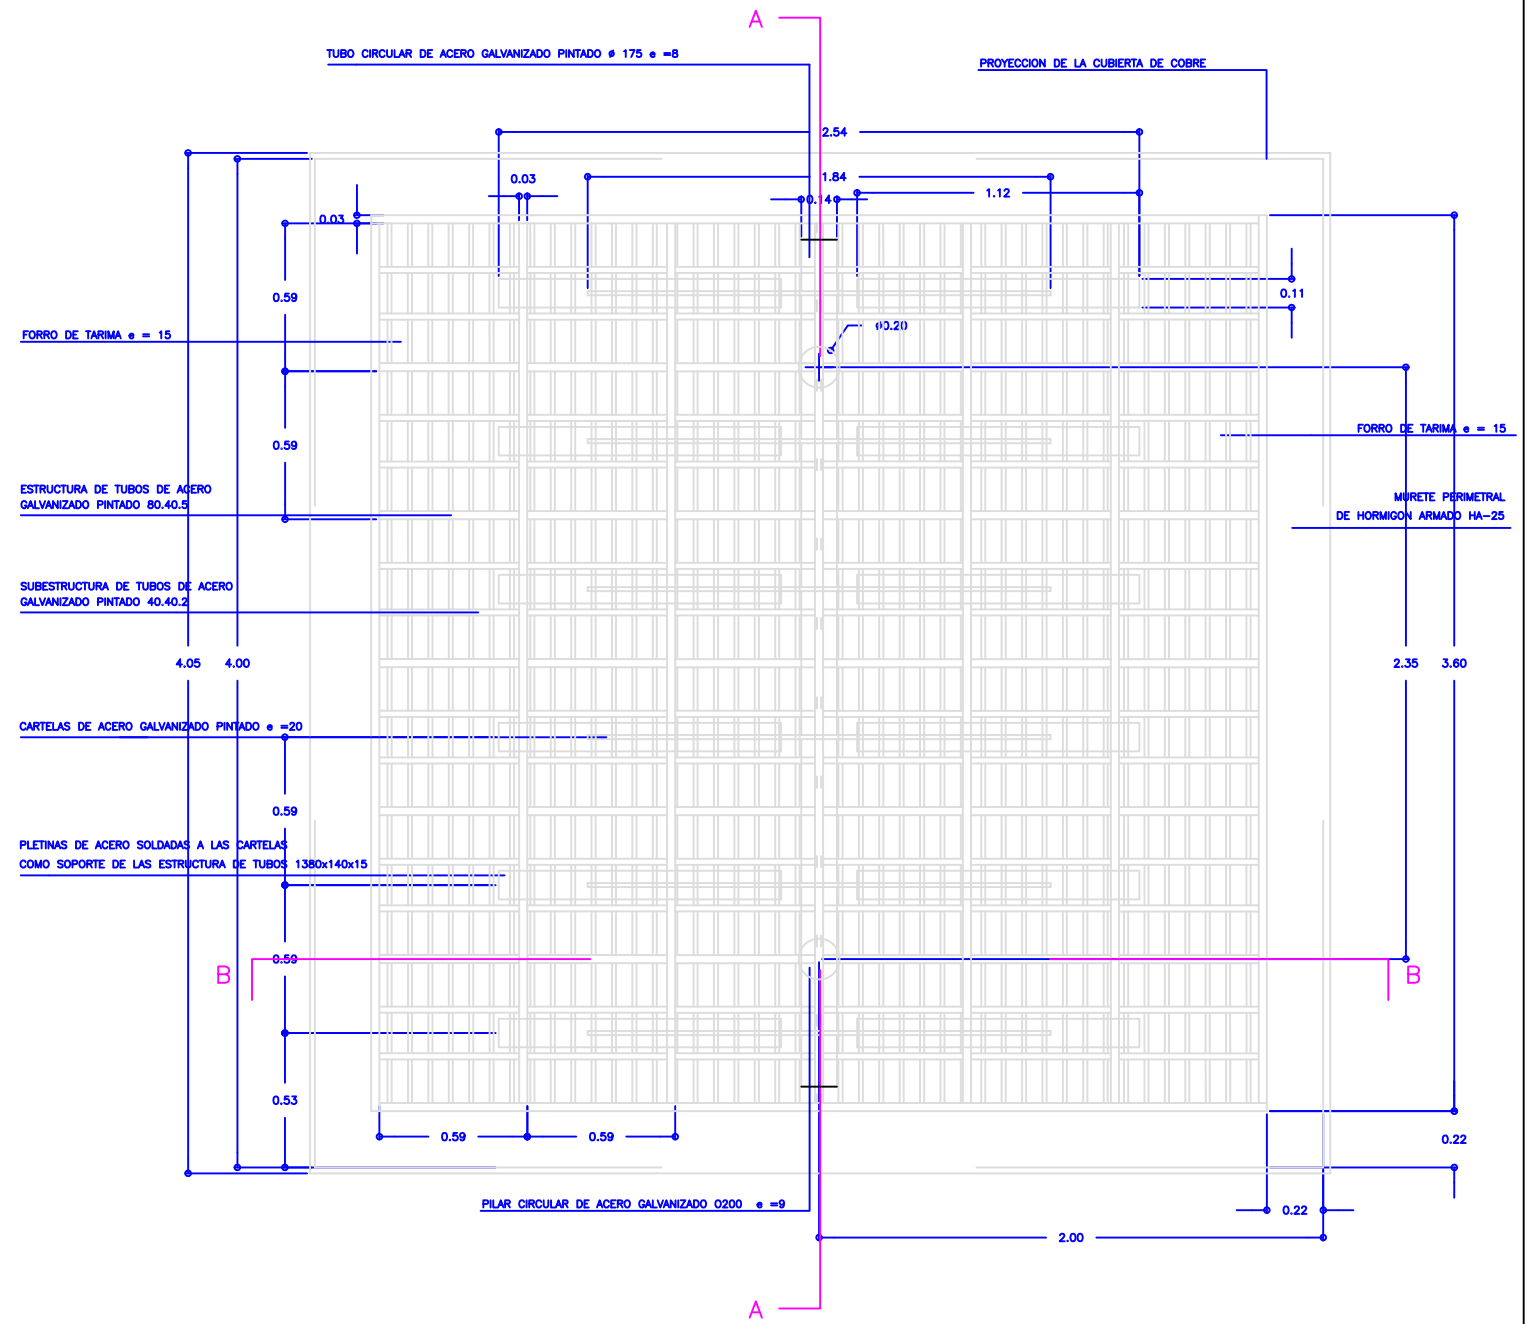 A
TUBO CIRCULAR DE ACERO GALVANIZADO PINTADO ø 175 e =8
PROYECCION DE LA CUBIERTA DE COBRE
2.54
1.84
0.03
1.12
0.14
0.03
0.59
0.11
Ø0.20
FORRO DE TARIMA e = 15
0.59
FORRO DE TARIMA e = 15
ESTRUCTURA DE TUBOS DE ACERO
GALVANIZADO PINTADO 80.40.5
MURETE PERIMETRAL
DE HORMIGON ARMADO HA-25
SUBESTRUCTURA DE TUBOS DE ACERO
GALVANIZADO PINTADO 40.40.2
4.05
4.00
2.35
3.60
CARTELAS DE ACERO GALVANIZADO PINTADO e =20
0.59
PLETINAS DE ACERO SOLDADAS A LAS CARTELAS
COMO SOPORTE DE LAS ESTRUCTURA DE TUBOS 1380x140x15
0.59
B
B
0.53
0.59
0.59
0.22
PILAR CIRCULAR DE ACERO GALVANIZADO O200 e =9
0.22
2.00
A